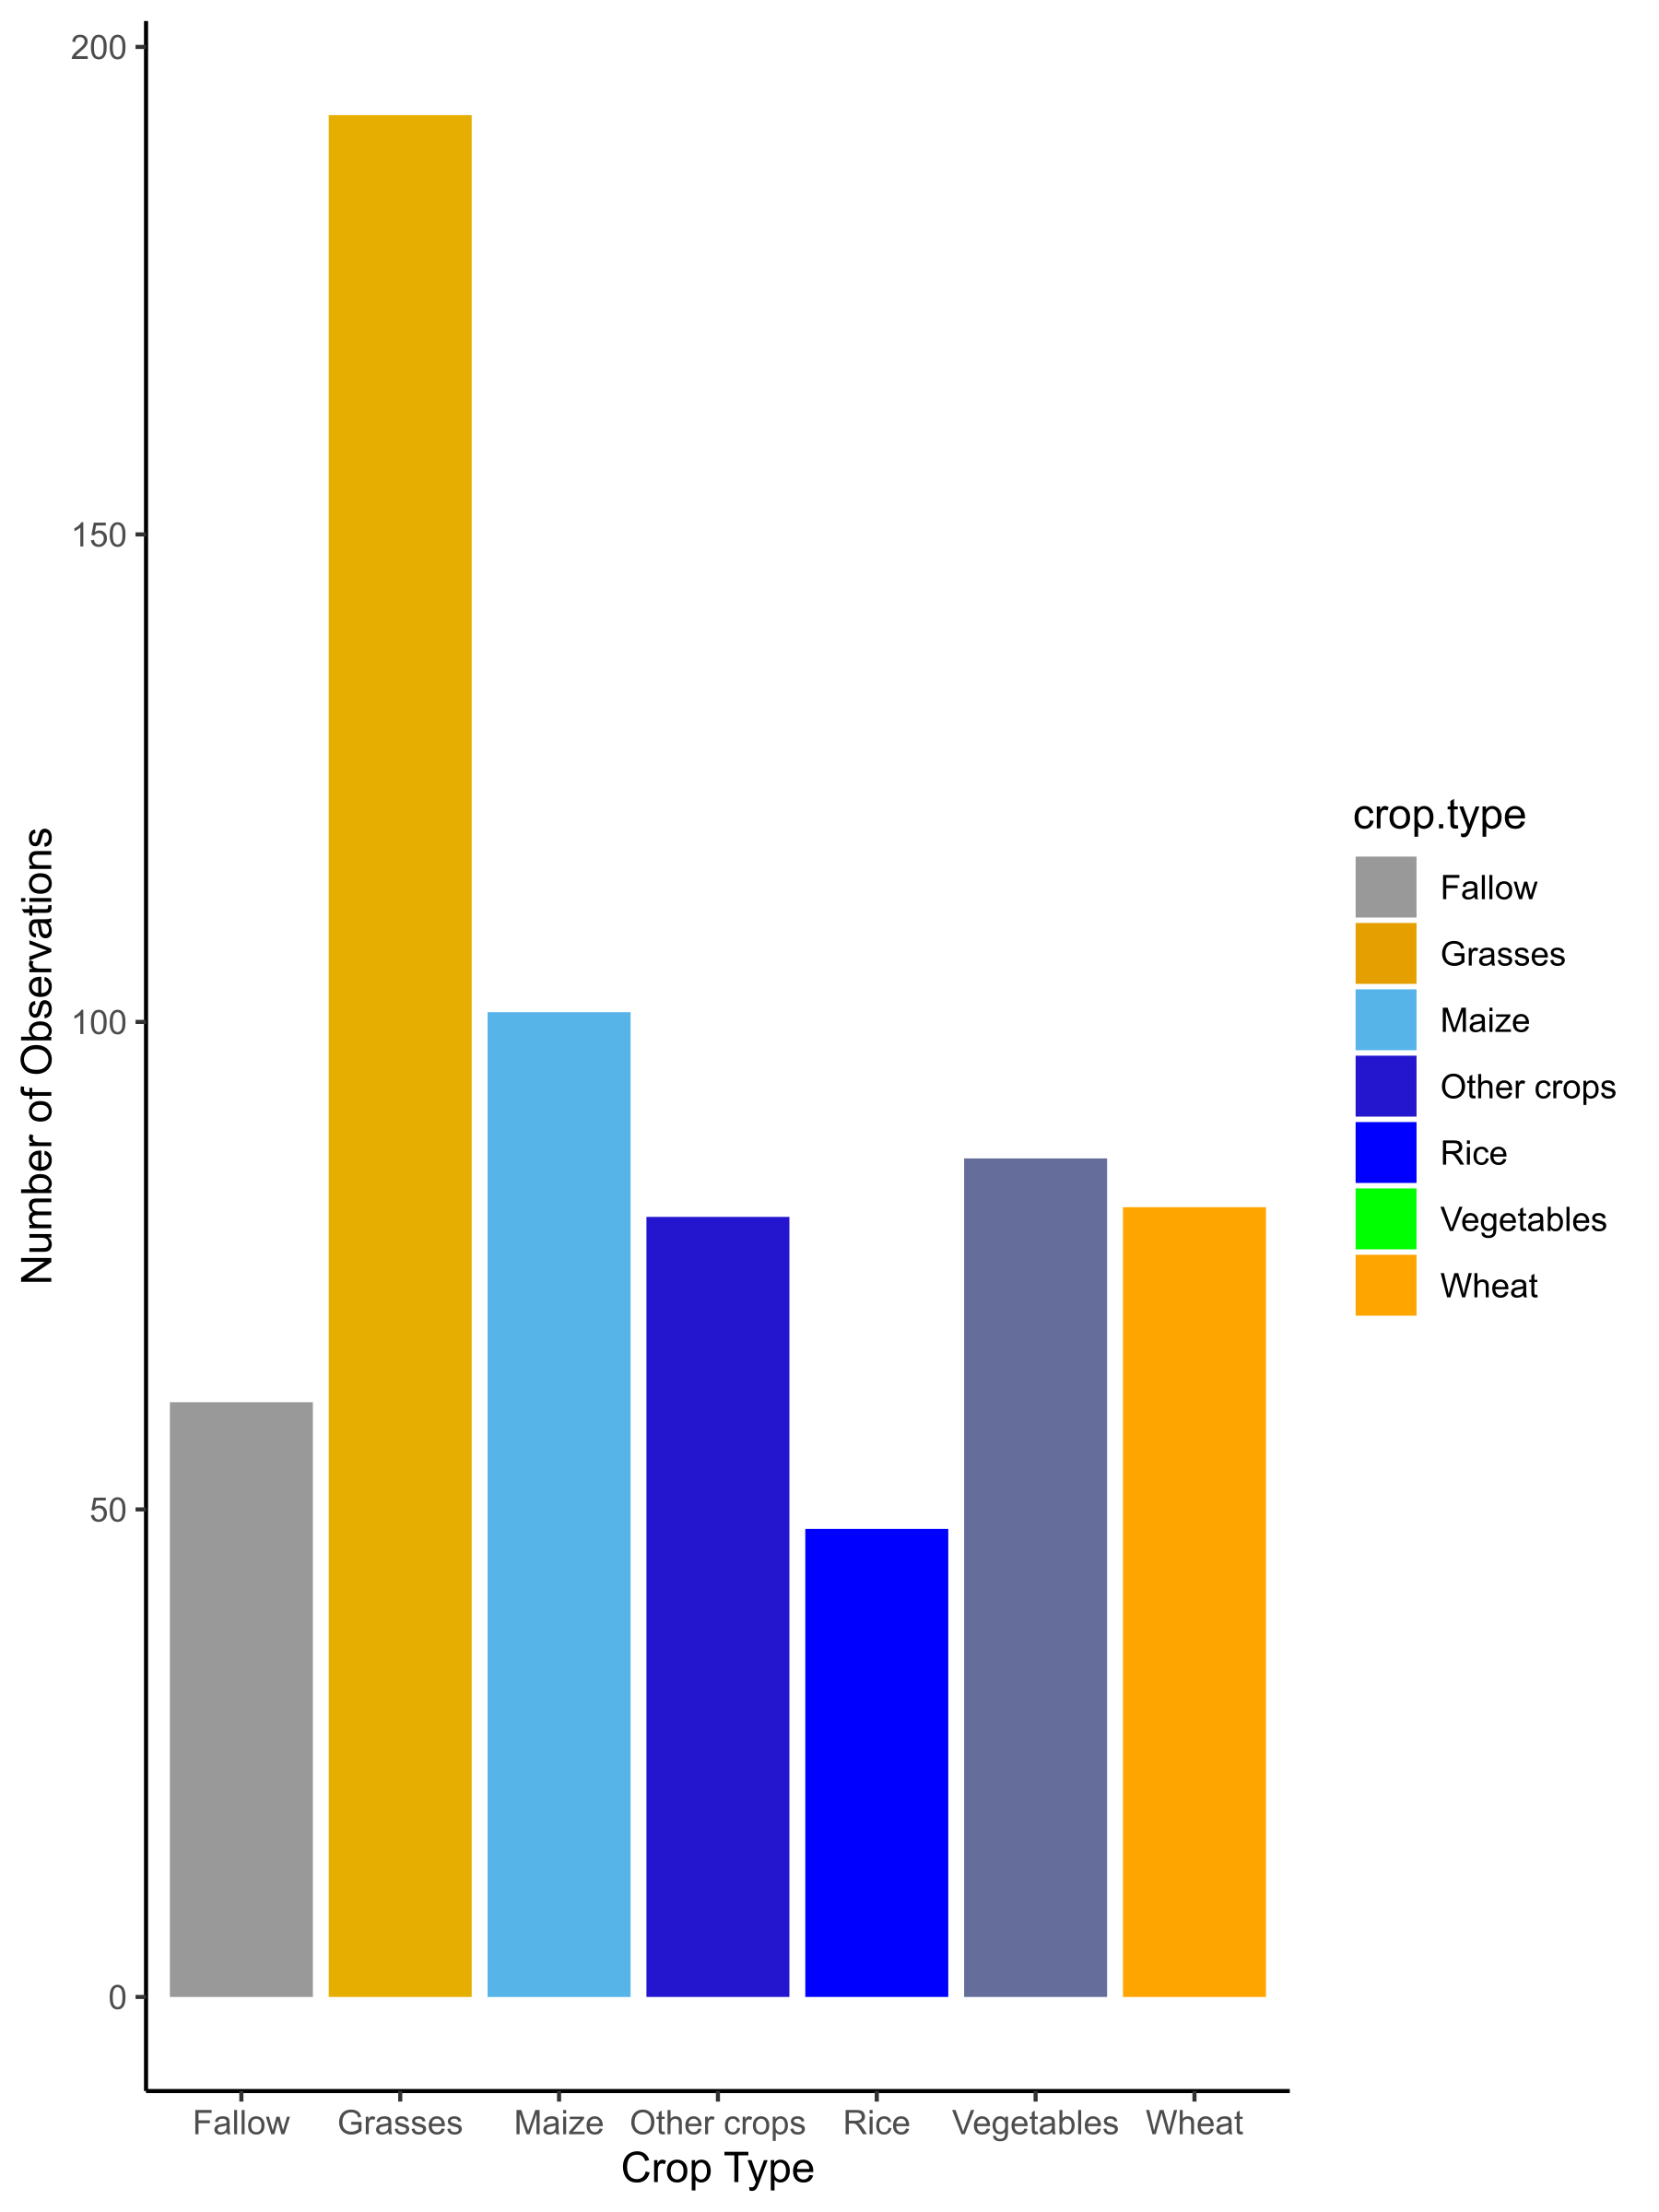 Number of Observations
200
150
100
50
0
Fallow Grasses Maize Other crops Rice Vegetables Wheat
Crop Type
crop.type
Fallow
Grasses
Maize
Other crops
Rice
Vegetables
Wheat